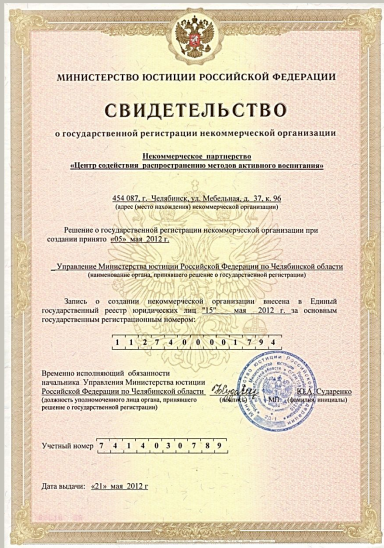 МИНИСТЕРСТВО ЮСТИЦИИ РОССИЙСКОЙ ФЕДЕРАЦИИ
СВИДЕТЕЛЬСТВО
о государственной регистрации некоммерческой организации
Некоммерческое партнерство
«Центр содействия распространению методов активного воспитания»
454 087, г. Челябинск, ул. Мебельная, д. 37, к. 96
(адрес (место нахождения) некоммерческой организации)
Решение о государственной регистрации некоммерческой организации при
создании принято «05» мая 2012 г.
Управление Министерства юстиции Российской Федерации по Челябинской области
(наименование органа, принявшего решение о государственной регистрации)
Запись о создании некоммерческой организации внесена в Единый
государственный реестр юридических лиц "15" мая 2012 г. за основным
государственным регистрационным номером:
1 1 2 7 4 0 0 0 0 1 7 9 4
Временно исполняющий обязанности
начальника Управления Министерства юстиции
Российской Федерации по Челябинской области Ю.А. Сударенко
(должность уполномоченного лица органа, принявшего (подпись) МП (фамилия, инициалы)
решение о государственной регистрации)
Учетный номер 7 4 1 4 0 3 0 7 8 9
Дата выдачи: «21» мая 2012 г